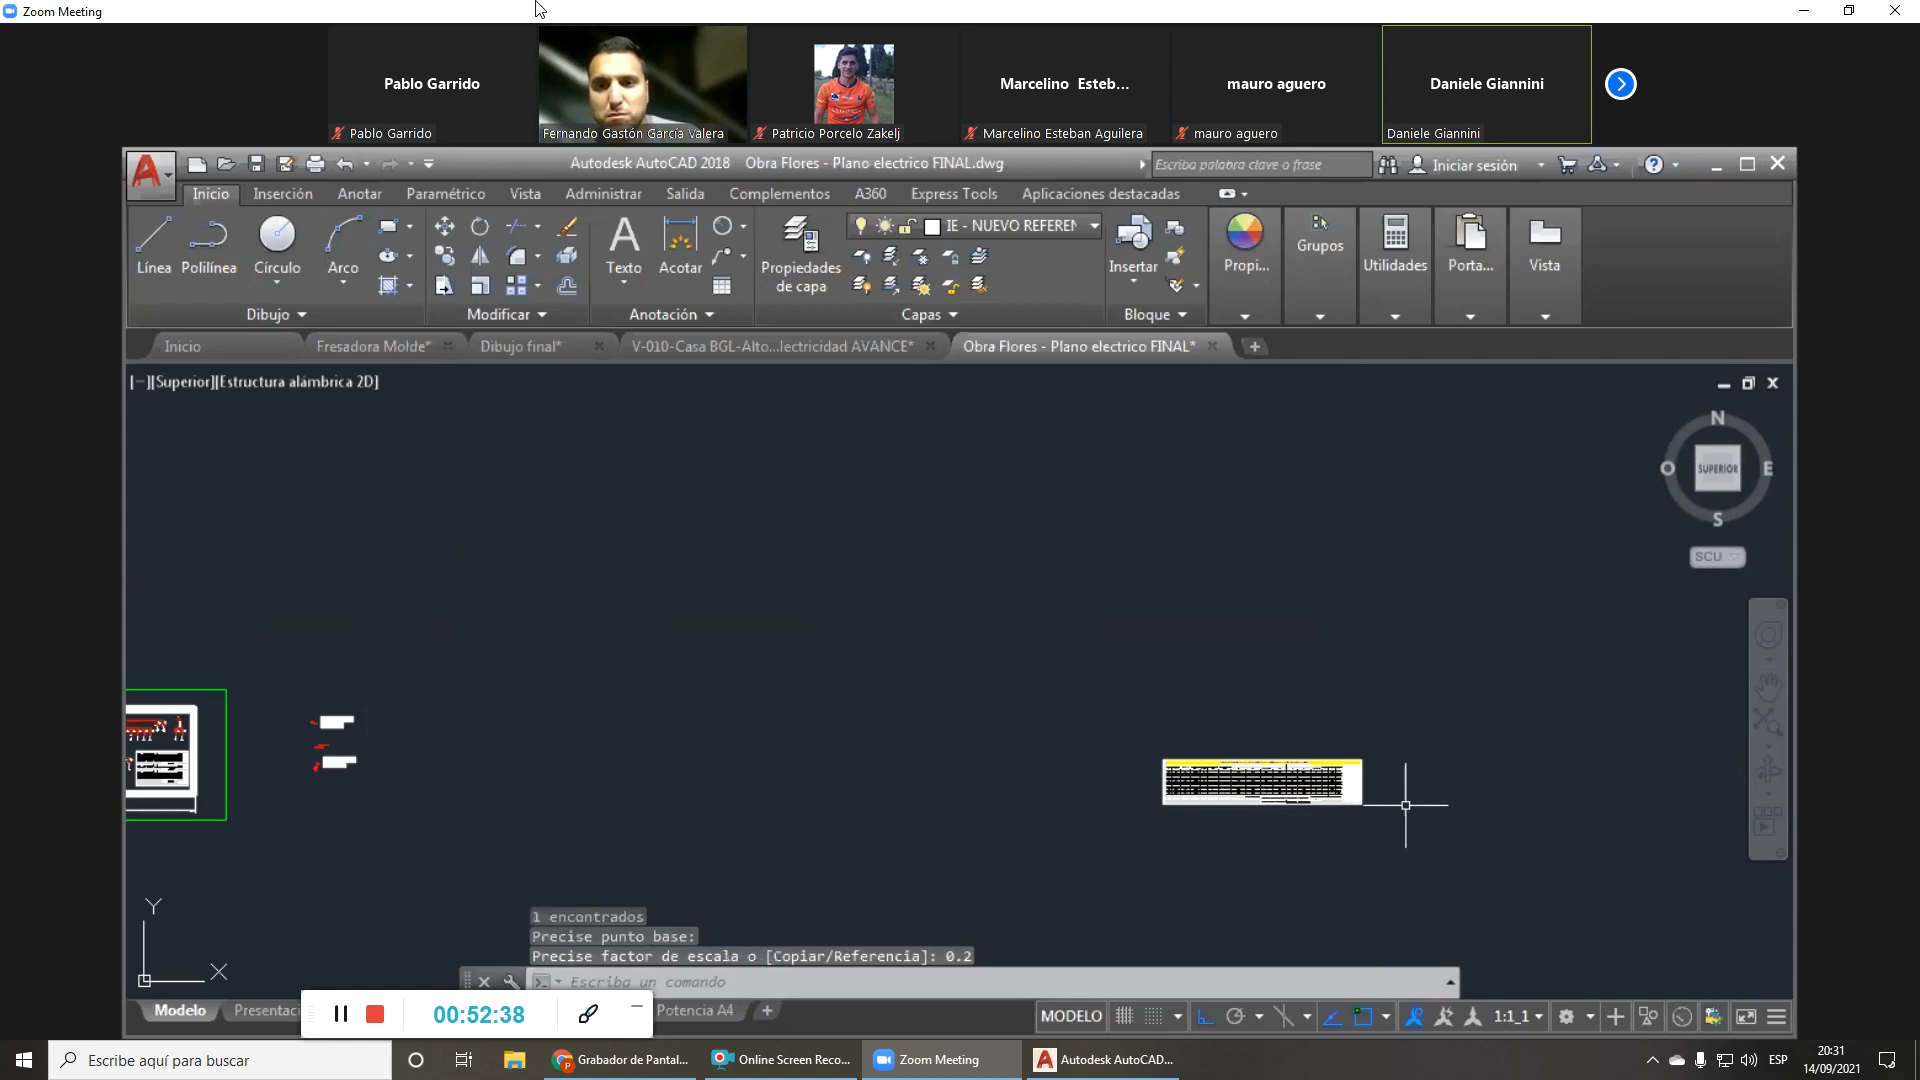 Zoom Meeting
Pablo Garrido
Marcelino Esteb...
mauro aguero
Daniele Giannini
Pablo Garrido
Fernando Gastón García Valera
Patricio Porcelo Zakelj
Marcelino Esteban Aguilera
mauro aguero
Daniele Giannini
Autodesk AutoCAD 2018 Obra Flores - Plano electrico FINAL.dwg
Escriba palabra clave o frase
Iniciar sesión
Inicio Inserción Anotar Paramétrico Vista Administrar Salida Complementos A360 Express Tools Aplicaciones destacadas
IE - NUEVO REFEREN
Línea Polilínea Círculo Arco
Texto Acotar
Propiedades de capa
Insertar
Propi... Grupos Utilidades Porta... Vista
Dibujo Modificar Anotación Capas Bloque
Inicio Fresadora Molde* Dibujo final* V-010-Casa BGL-Alto...lectricidad AVANCE* Obra Flores - Plano electrico FINAL*
[−][Superior][Estructura alámbrica 2D]
N
O SUPERIOR E
S
SCU
Y
X
1 encontrados
Precise punto base:
Precise factor de escala o [Copiar/Referencia]: 0.2
Escriba un comando
Modelo Presentaci Potencia A4
00:52:38
MODELO 1:1_1
Escribe aquí para buscar
Grabador de Pantal...
Online Screen Reco...
Zoom Meeting
Autodesk AutoCAD...
ESP
20:31
14/09/2021